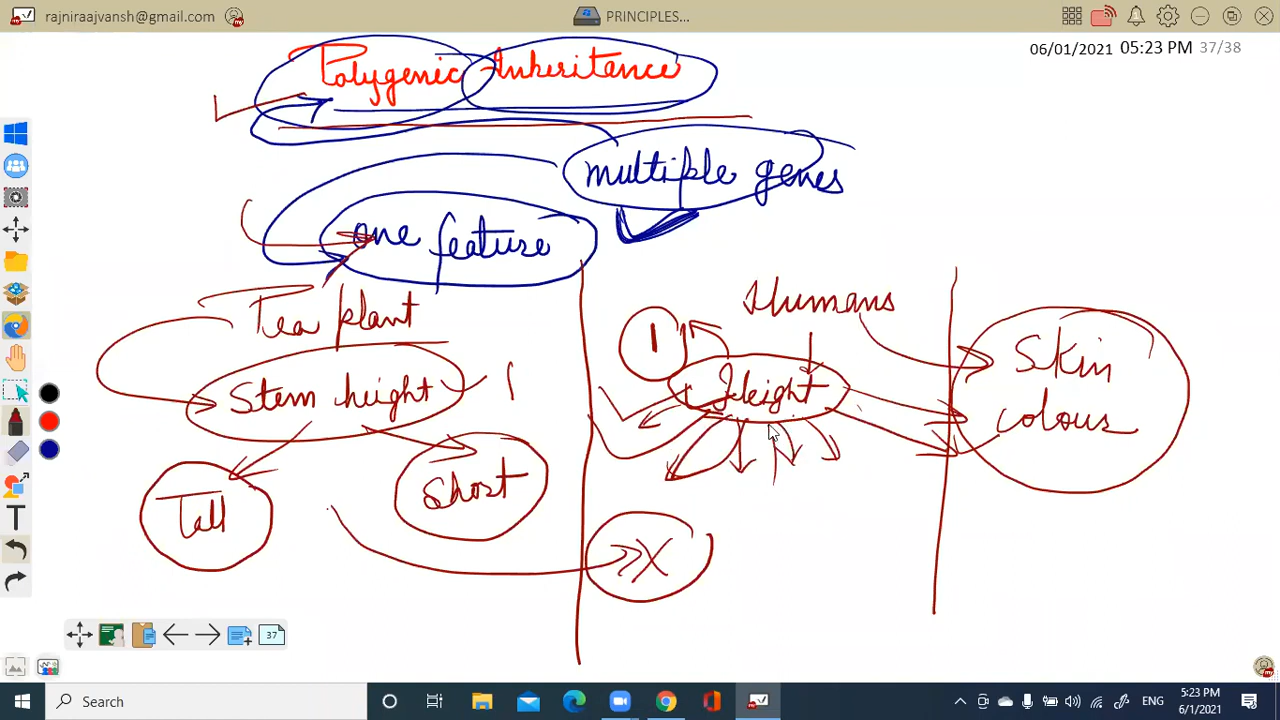 rajniraajvansh@gmail.com
PRINCIPLES...
06/01/2021 05:23 PM 37/38
Polygenic Inheritance
multiple genes
one feature
Tea plant
Stem height
Tall
Short
Humans
1
Height
X
Skin
colour
37
Search
ENG
5:23 PM
6/1/2021